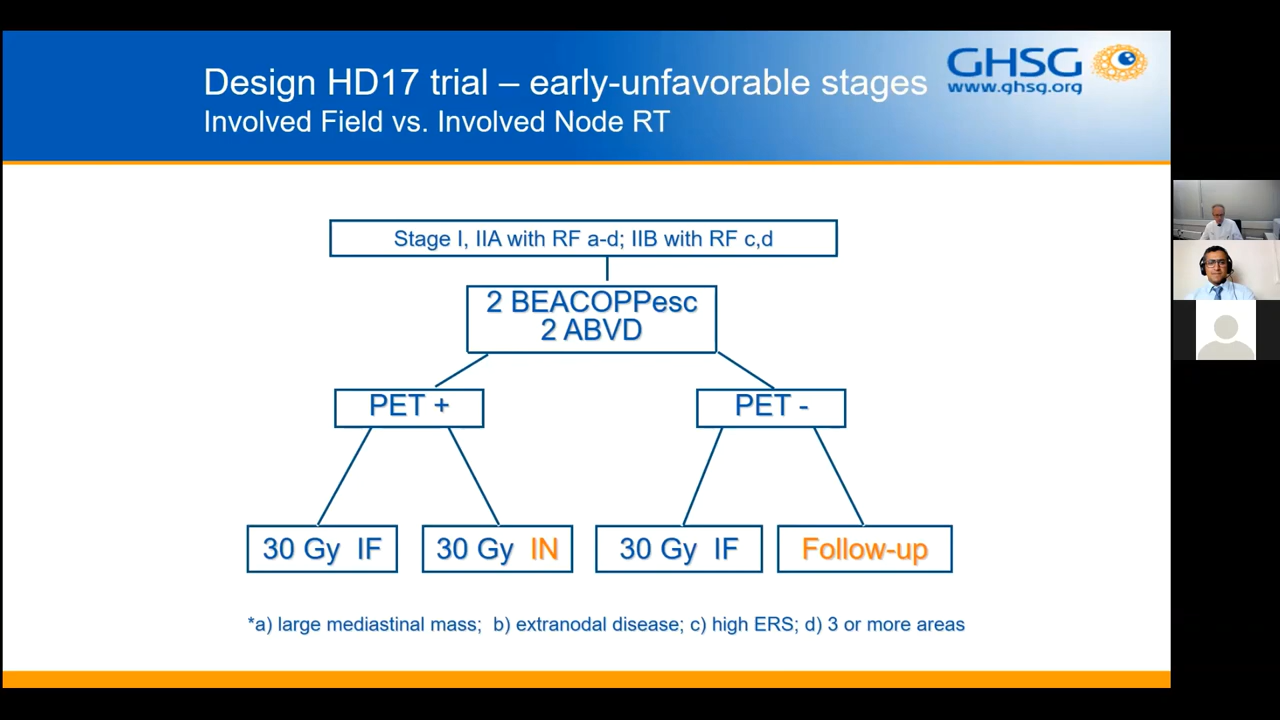 Design HD17 trial – early-unfavorable stages
Involved Field vs. Involved Node RT
GHSG
www.ghsg.org
Stage I, IIA with RF a-d; IIB with RF c,d
2 BEACOPPesc
2 ABVD
PET +
PET -
30 Gy IF
30 Gy IN
30 Gy IF
Follow-up
*a) large mediastinal mass; b) extranodal disease; c) high ERS; d) 3 or more areas